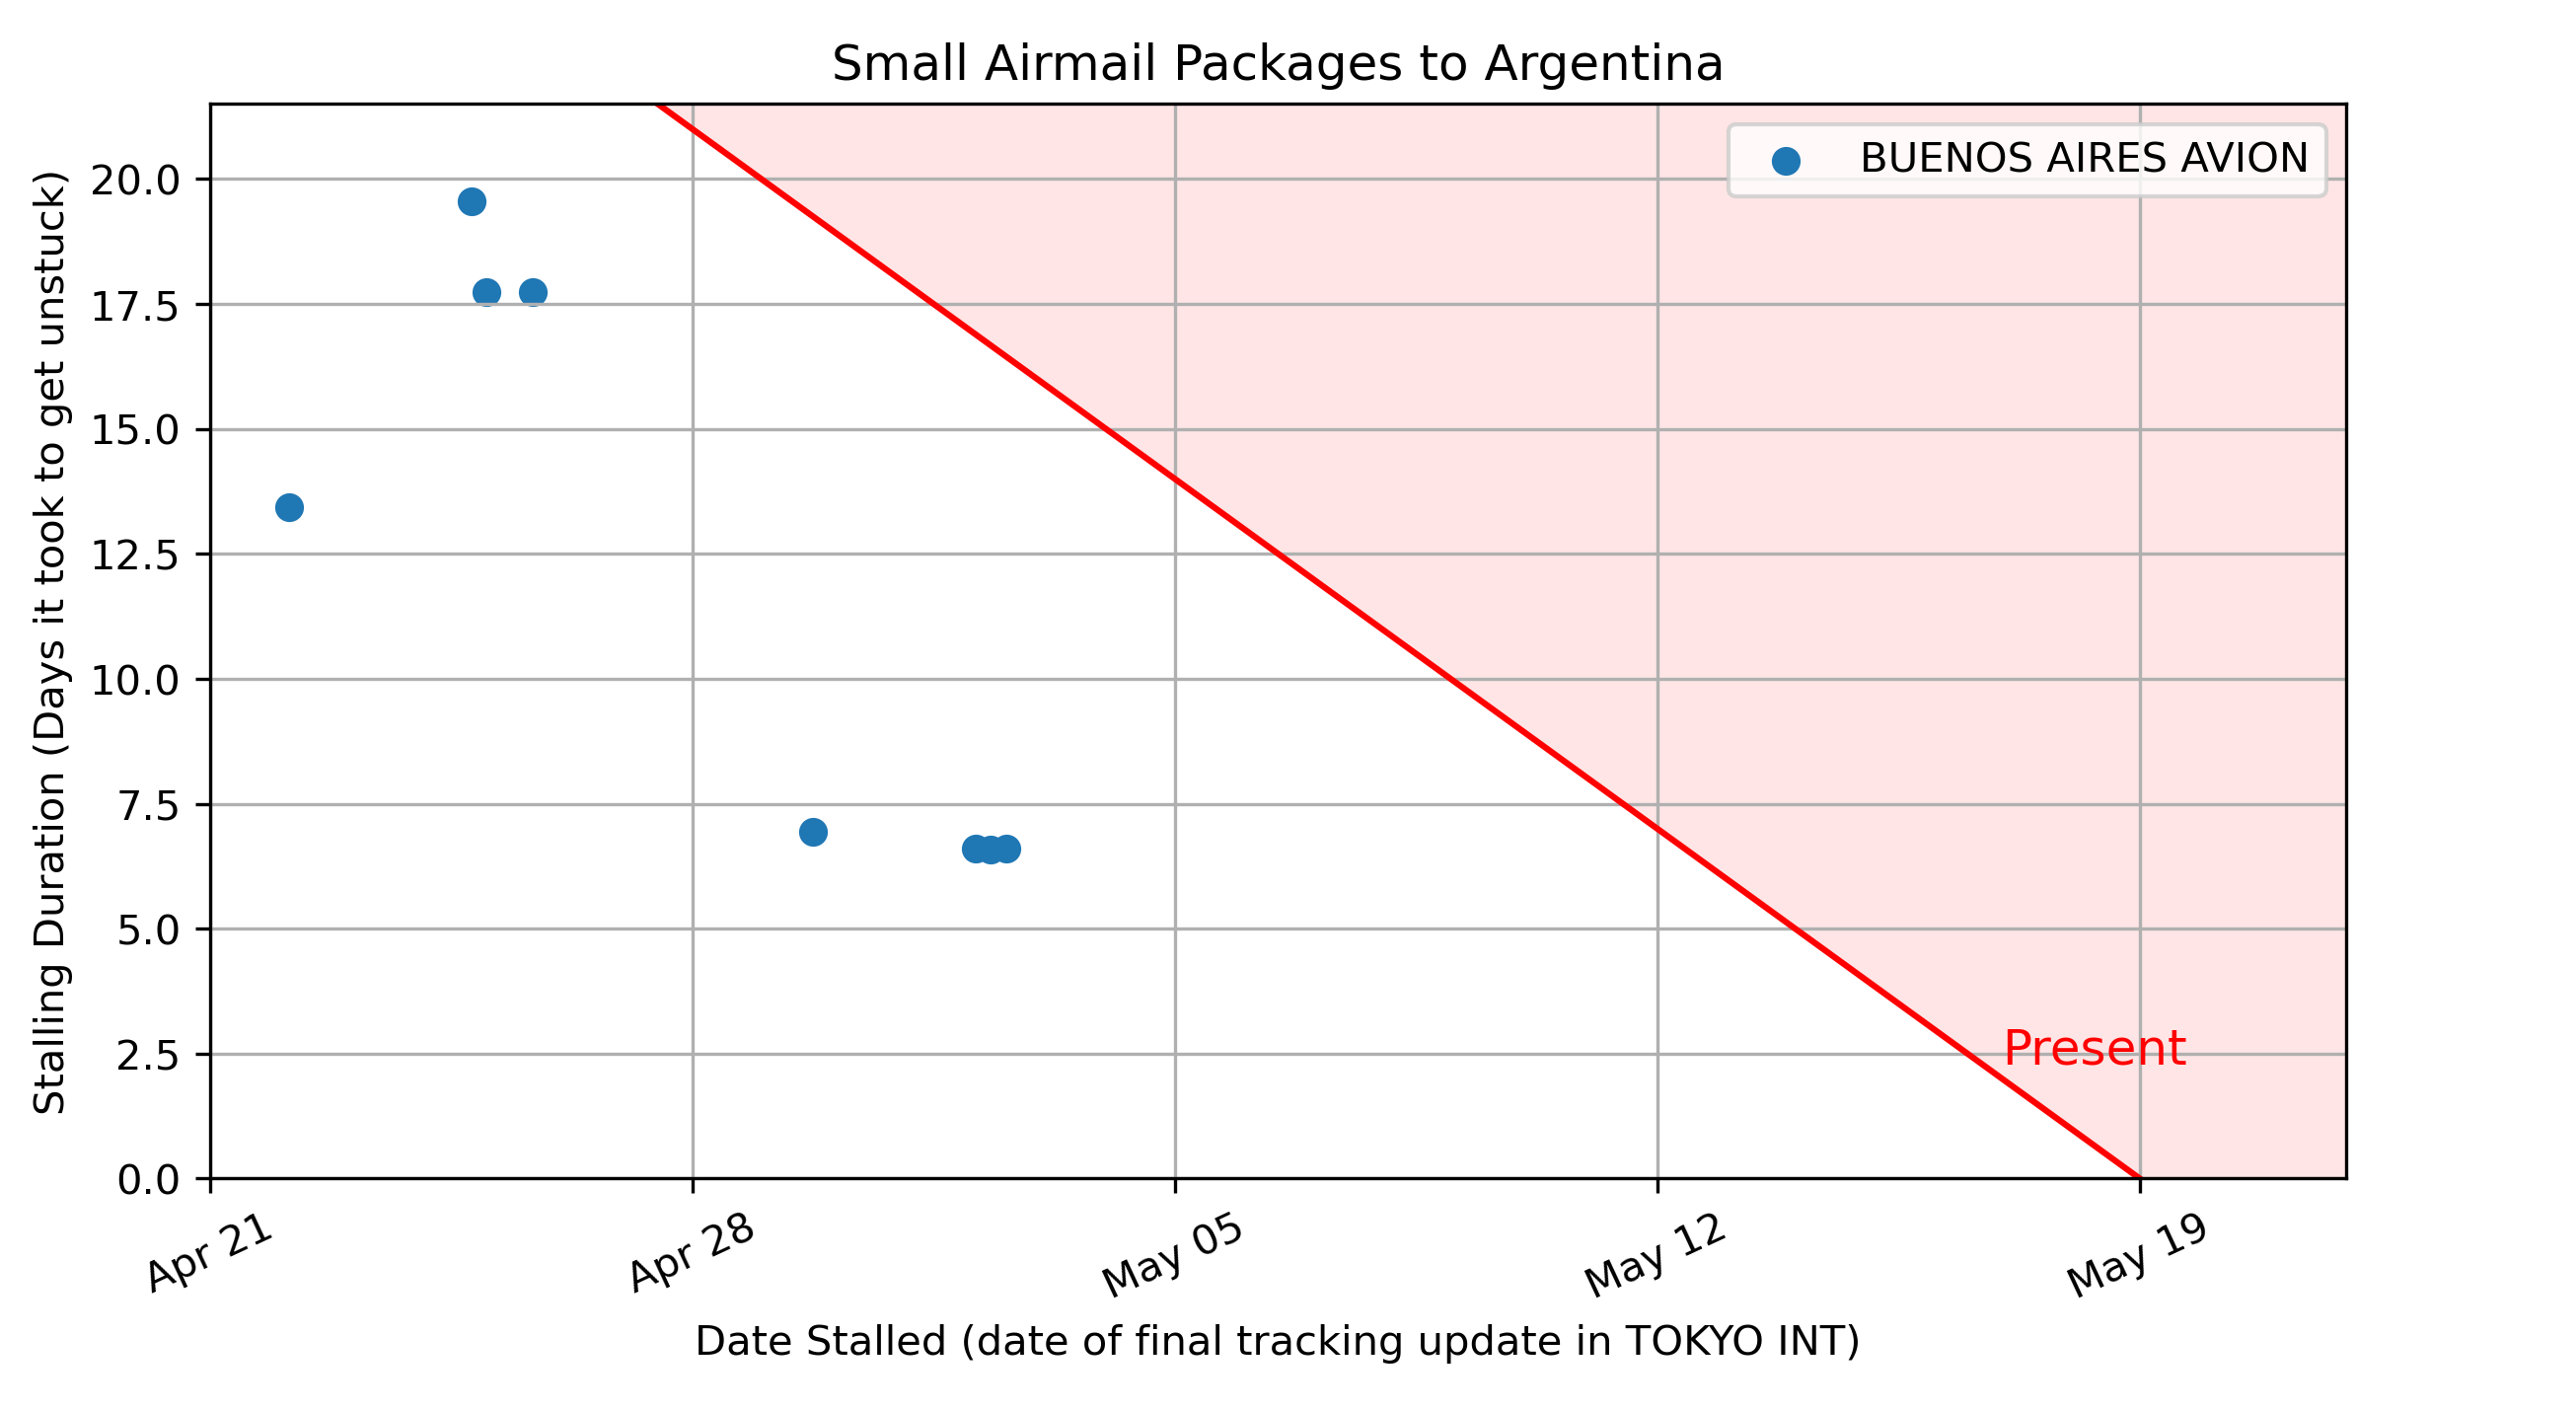 Small Airmail Packages to Argentina
BUENOS AIRES AVION
Stalling Duration (Days it took to get unstuck)
20.0
17.5
15.0
12.5
10.0
7.5
5.0
2.5
0.0
Present
Apr 21
Apr 28
May 05
May 12
May 19
Date Stalled (date of final tracking update in TOKYO INT)